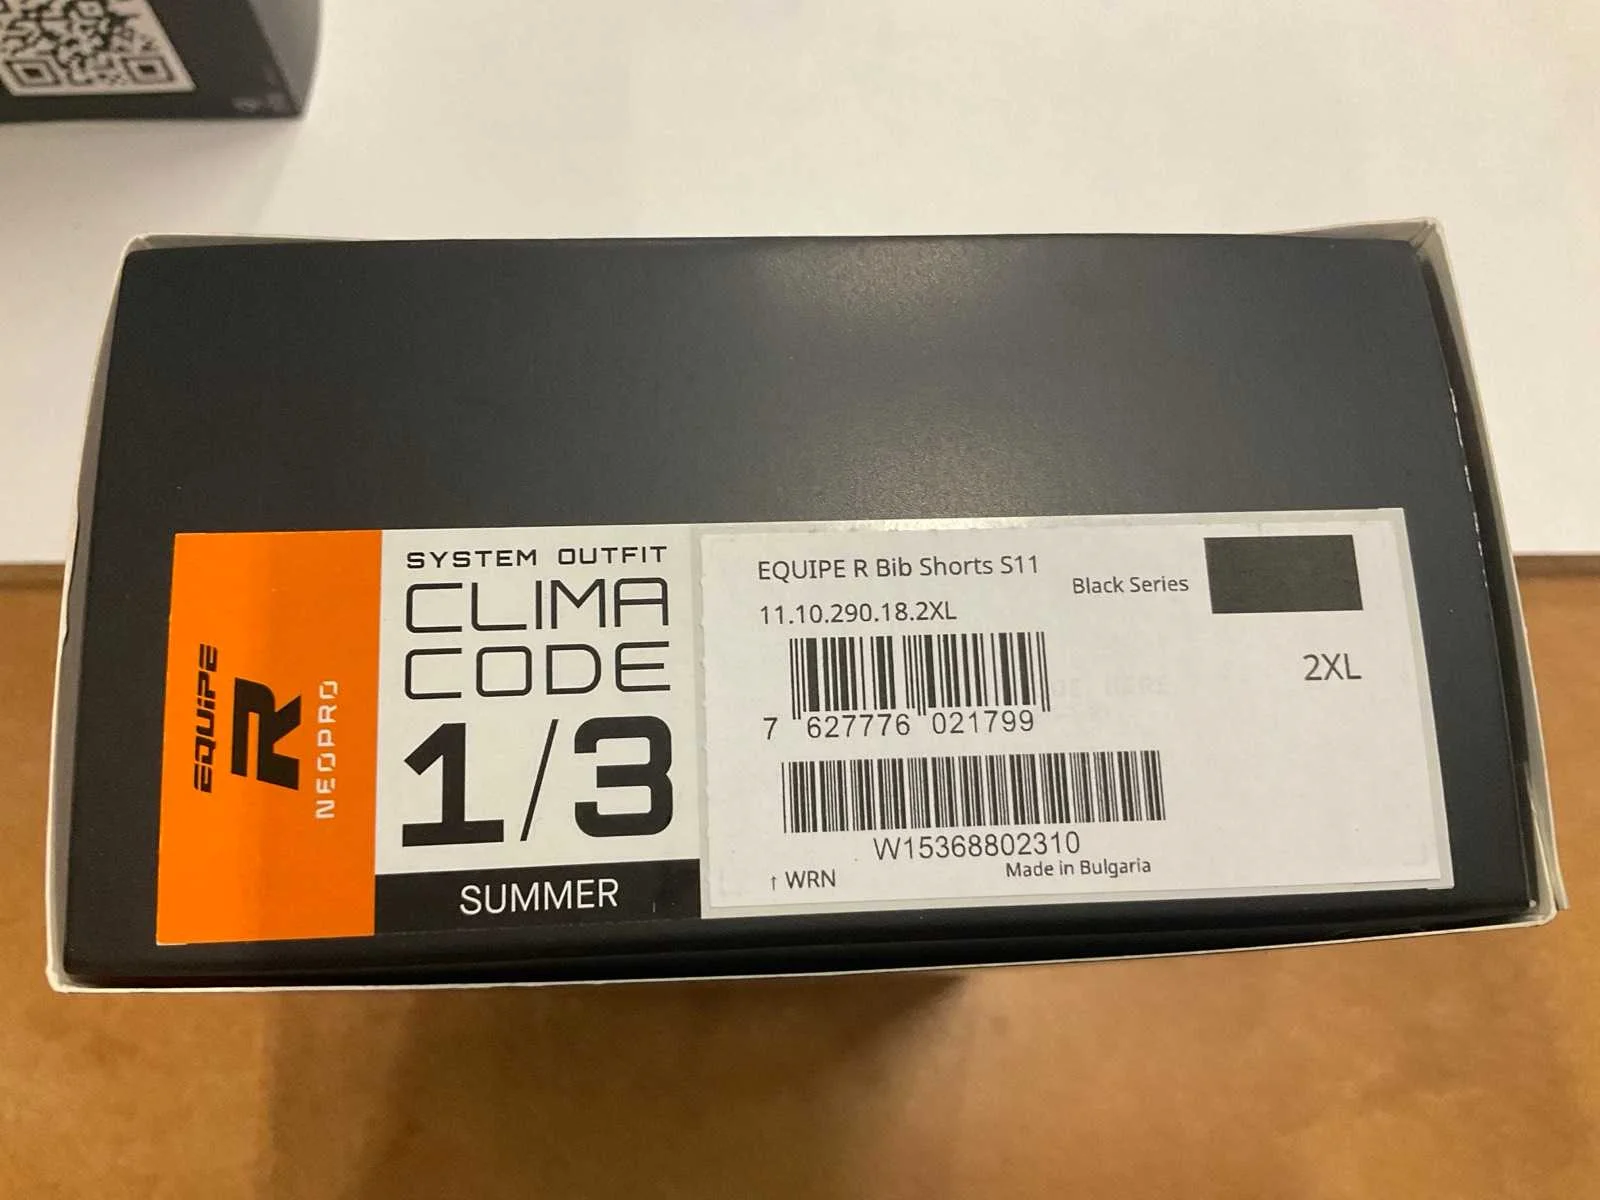 EQUIPE
R
NEOPRO
SYSTEM OUTFIT
CLIMA
CODE
1/3
SUMMER
EQUIPE R Bib Shorts S11
Black Series
11.10.290.18.2XL
2XL
7 627776 021799
W15368802310
↑ WRN
Made in Bulgaria